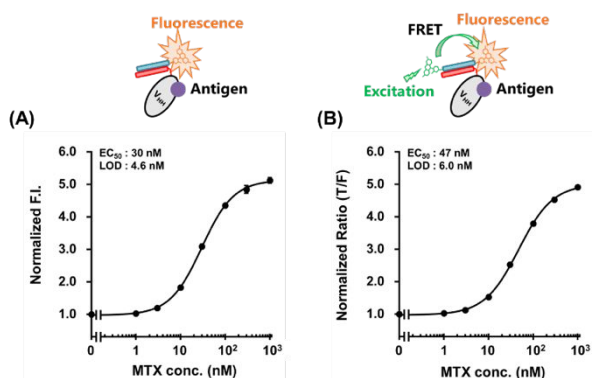 Fluorescence
Antigen
VHH
(A)
EC50 : 30 nM
LOD : 4.6 nM
Normalized F.I.
6.0
5.0
4.0
3.0
2.0
1.0
0 1 10 10² 10³
MTX conc. (nM)
Fluorescence
FRET
Excitation
Antigen
VHH
(B)
EC50 : 47 nM
LOD : 6.0 nM
Normalized Ratio (T/F)
6.0
5.0
4.0
3.0
2.0
1.0
0 1 10 10² 10³
MTX conc. (nM)